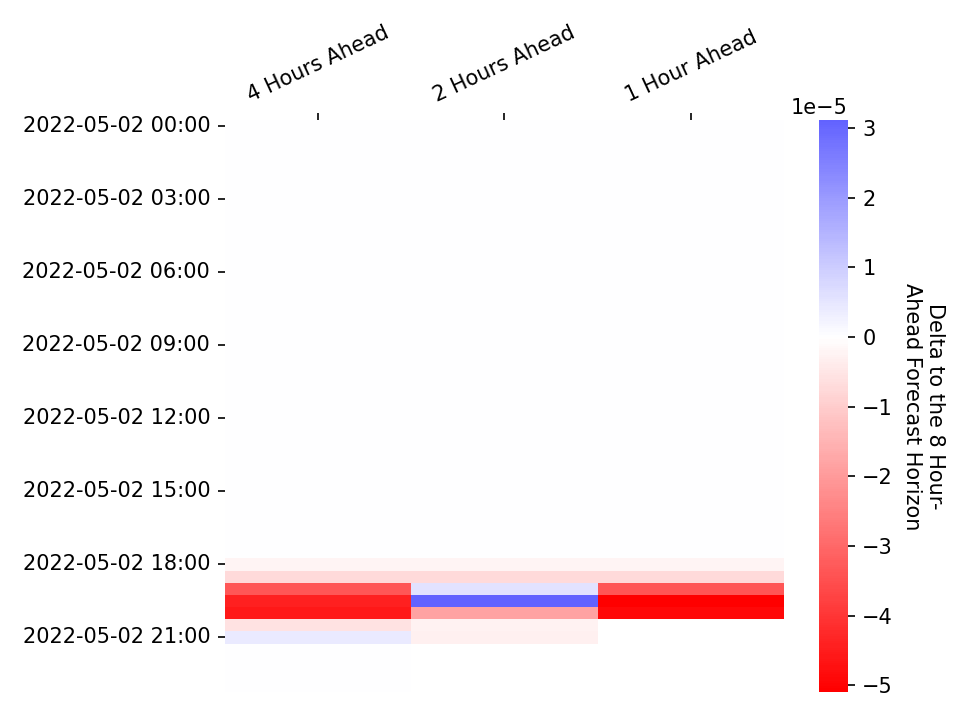 4 Hours Ahead
2 Hours Ahead
1 Hour Ahead
2022-05-02 00:00
2022-05-02 03:00
2022-05-02 06:00
2022-05-02 09:00
2022-05-02 12:00
2022-05-02 15:00
2022-05-02 18:00
2022-05-02 21:00
1e−5
3
2
1
0
−1
−2
−3
−4
−5
Delta to the 8 Hour-
Ahead Forecast Horizon